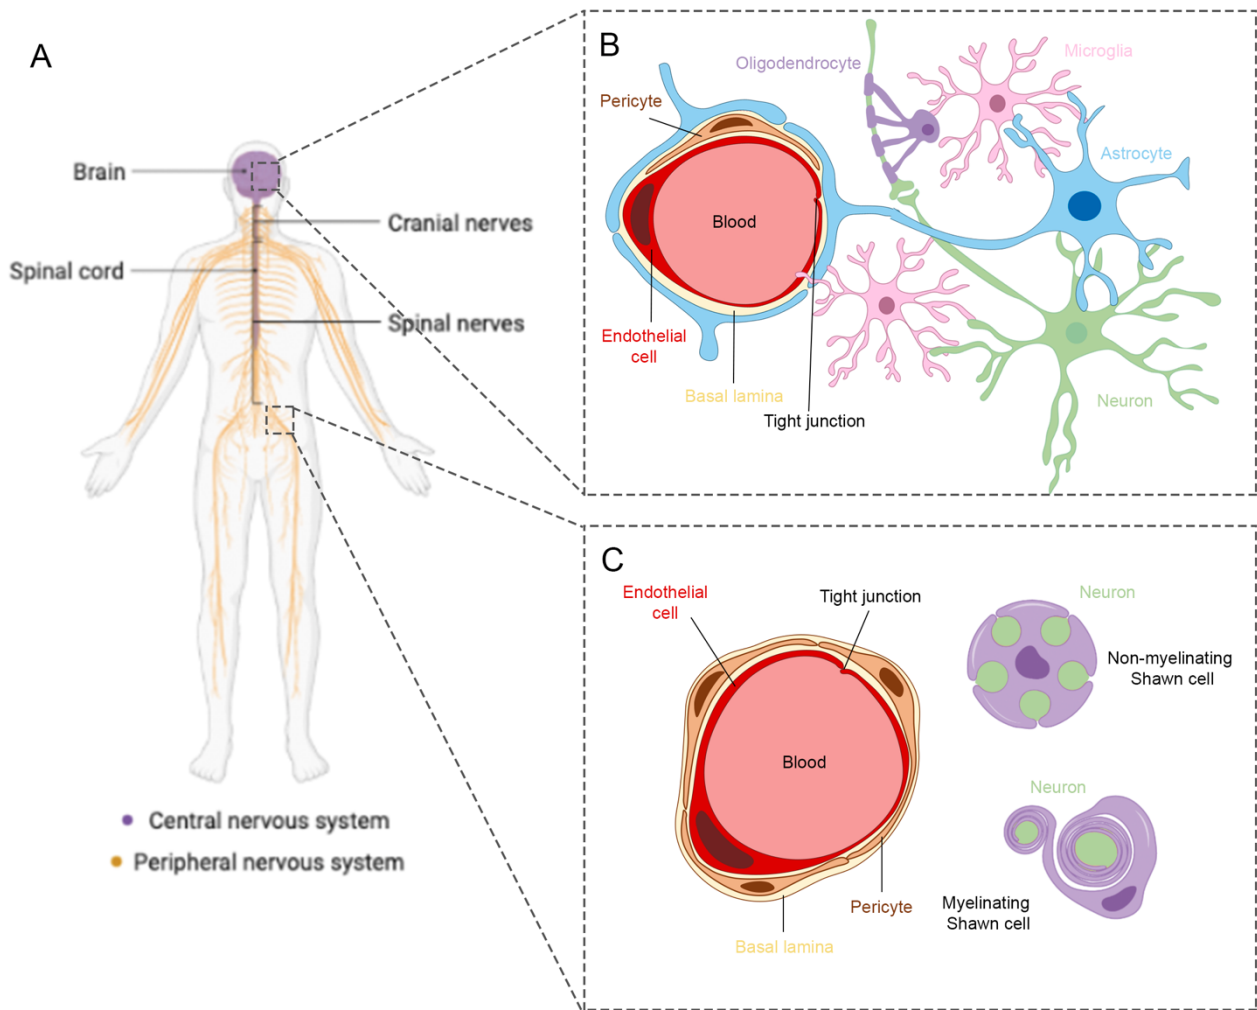 A
Brain
Cranial nerves
Spinal cord
Spinal nerves
Central nervous system
Peripheral nervous system
B
Oligodendrocyte
Microglia
Pericyte
Astrocyte
Blood
Endothelial
cell
Basal lamina
Tight junction
Neuron
C
Endothelial
cell
Tight junction
Neuron
Non-myelinating
Shawn cell
Blood
Neuron
Pericyte
Myelinating
Shawn cell
Basal lamina